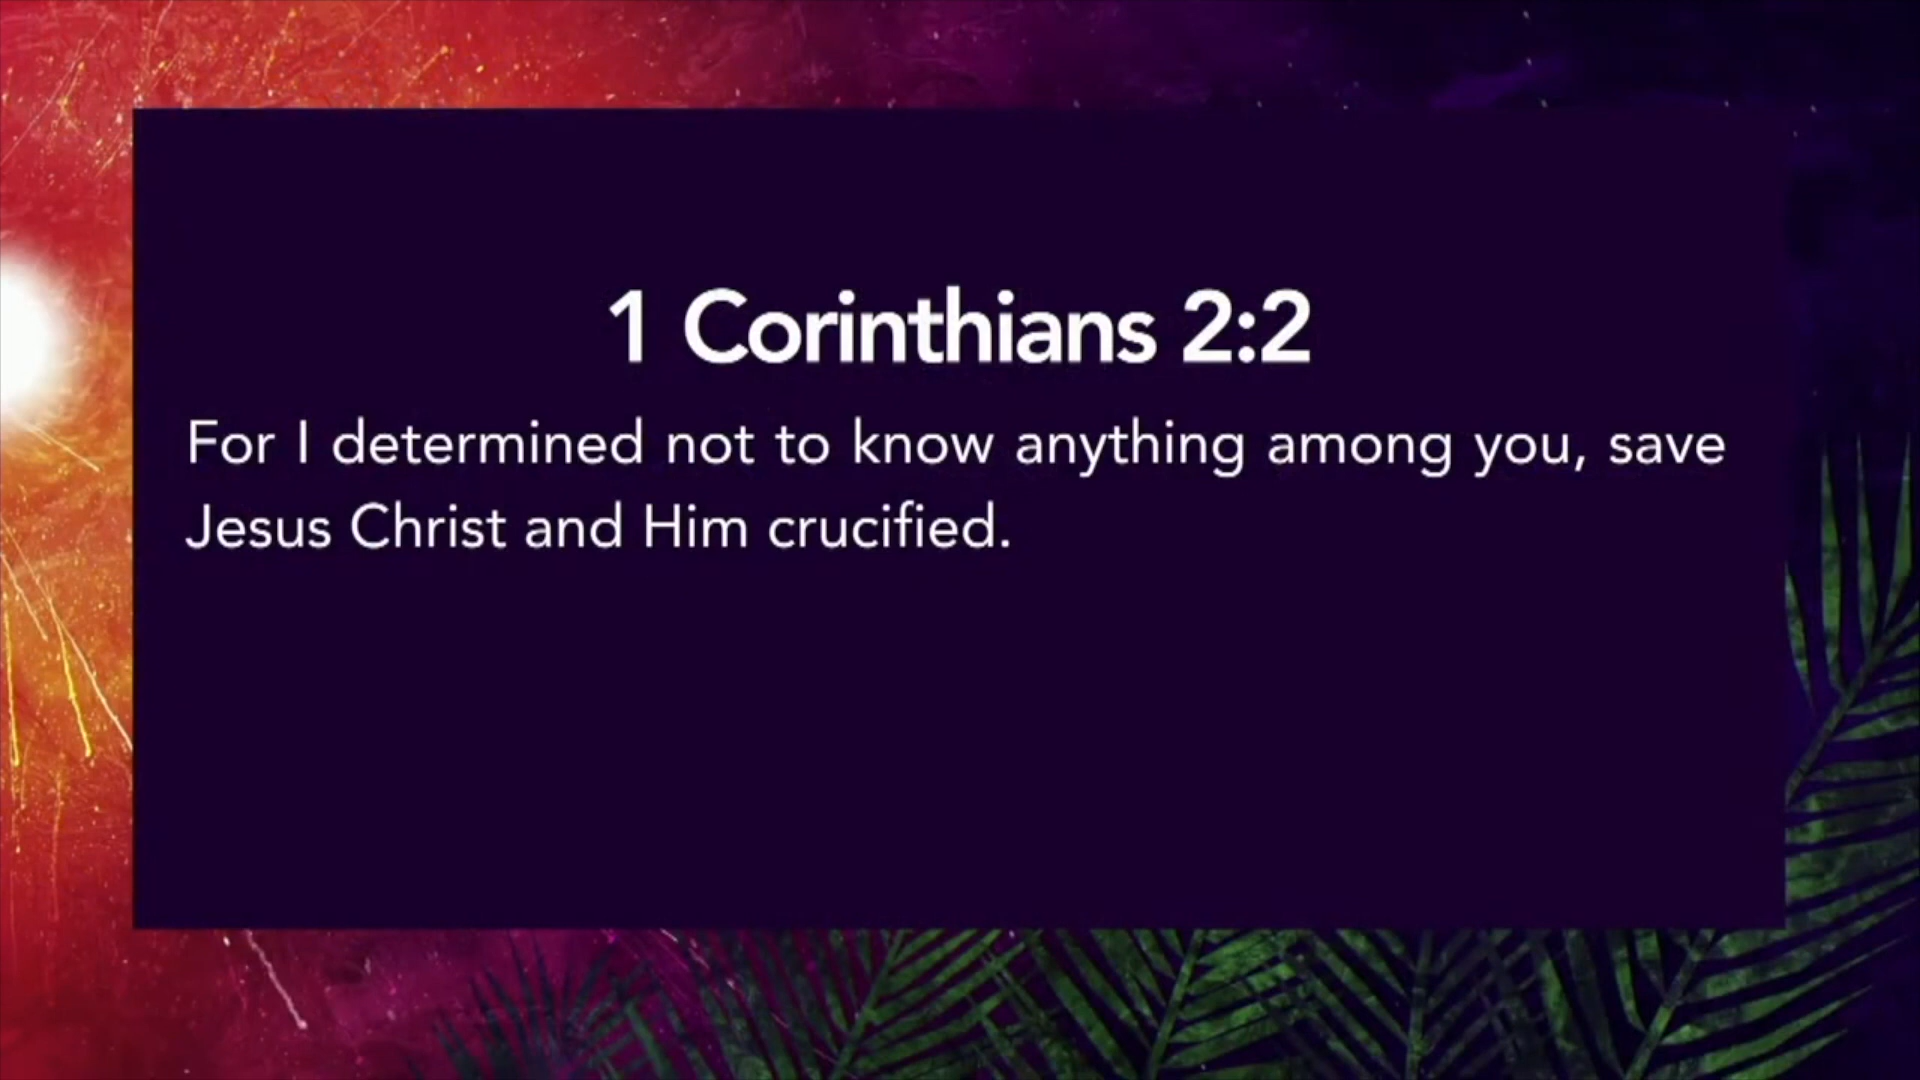 1 Corinthians 2:2
For I determined not to know anything among you, save
Jesus Christ and Him crucified.